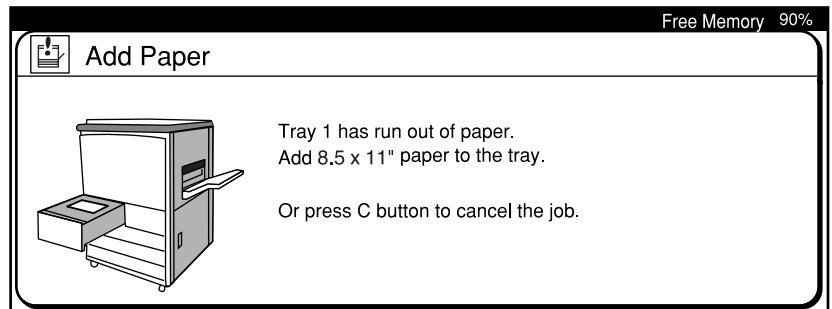 Free Memory 90%
Add Paper
Tray 1 has run out of paper.
Add 8.5 x 11" paper to the tray.
Or press C button to cancel the job.